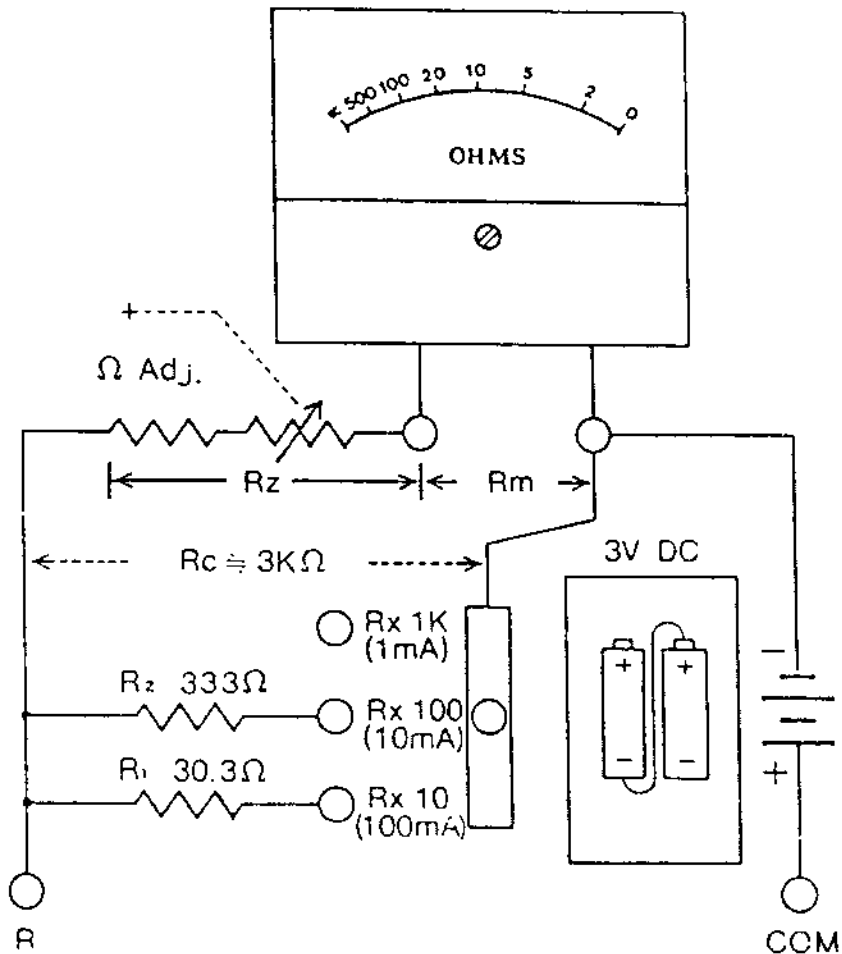 500 100 20 10 5 2 0
OHMS
+
Ω Adj.
Rz
Rm
Rc ≒ 3KΩ
3V DC
Rx 1K
(1mA)
R₂ 333Ω
Rx 100
(10mA)
R₁ 30.3Ω
Rx 10
(100mA)
+ +
- -
-
+
R
COM